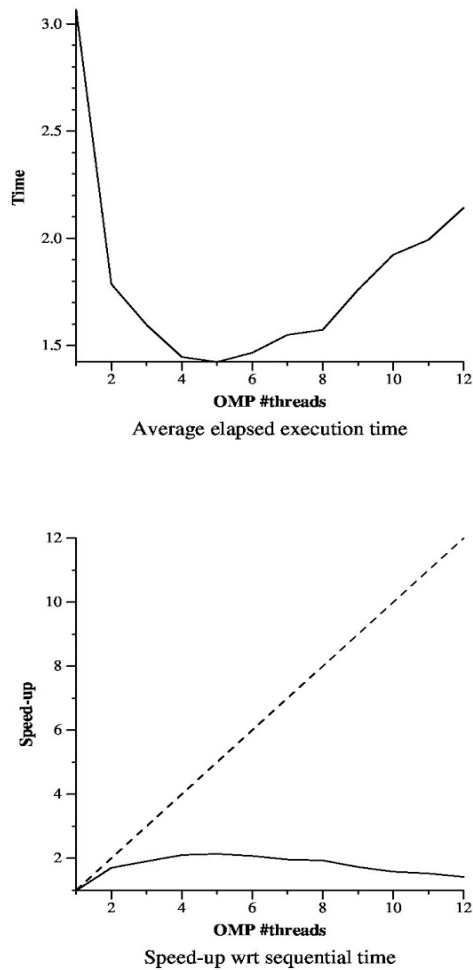 3.0
2.5
2.0
1.5
Time
2 4 6 8 10 12
OMP #threads
Average elapsed execution time
12
10
8
6
4
2
Speed-up
2 4 6 8 10 12
OMP #threads
Speed-up wrt sequential time